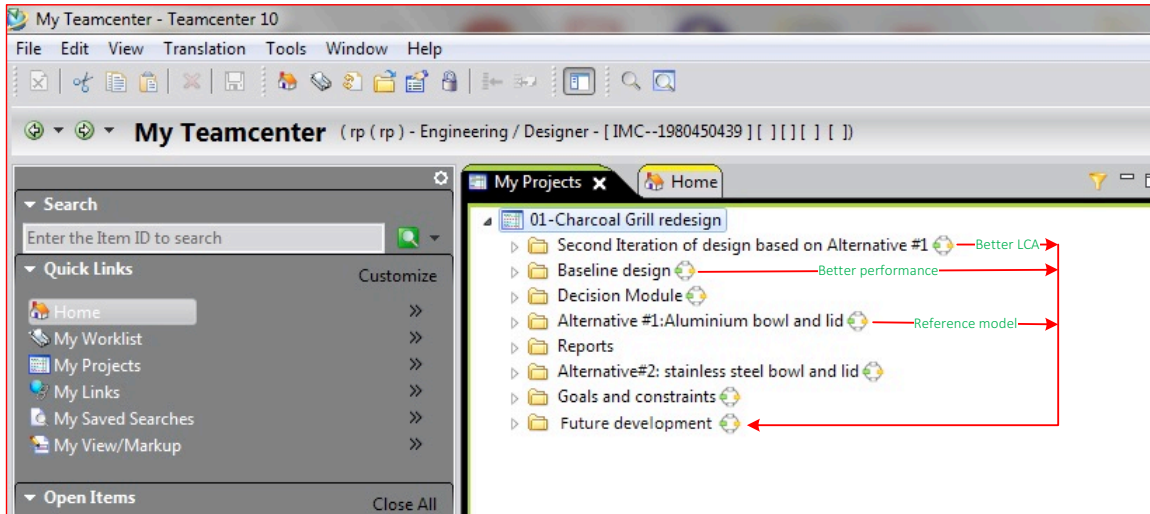 My Teamcenter - Teamcenter 10
File Edit View Translation Tools Window Help
My Teamcenter ( rp ( rp ) - Engineering / Designer - [ IMC--1980450439 ] [ ] [ ] [ ] [ ])
Search
Enter the Item ID to search
Quick Links Customize
Home
My Worklist
My Projects
My Links
My Saved Searches
My View/Markup
Open Items Close All
My Projects Home
01-Charcoal Grill redesign
Second Iteration of design based on Alternative #1 Better LCA
Baseline design Better performance
Decision Module
Alternative #1:Aluminium bowl and lid Reference model
Reports
Alternative#2: stainless steel bowl and lid
Goals and constraints
Future development